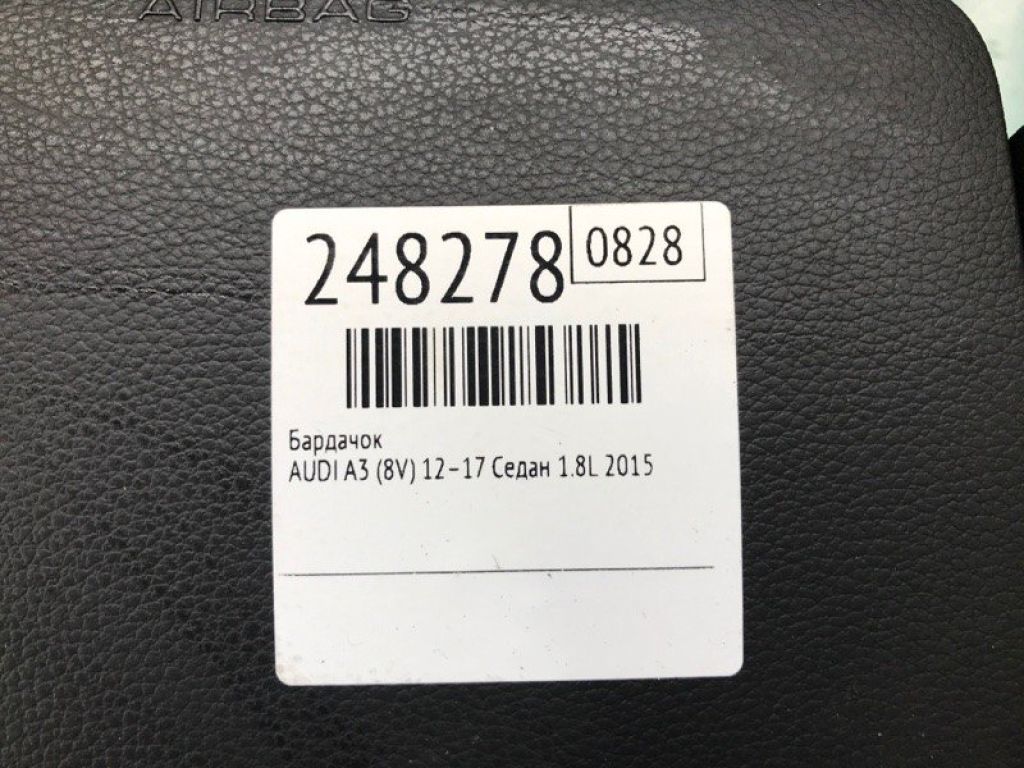 AIRBAG
248278
0828
Бардачок
AUDI A3 (8V) 12-17 Седан 1.8L 2015